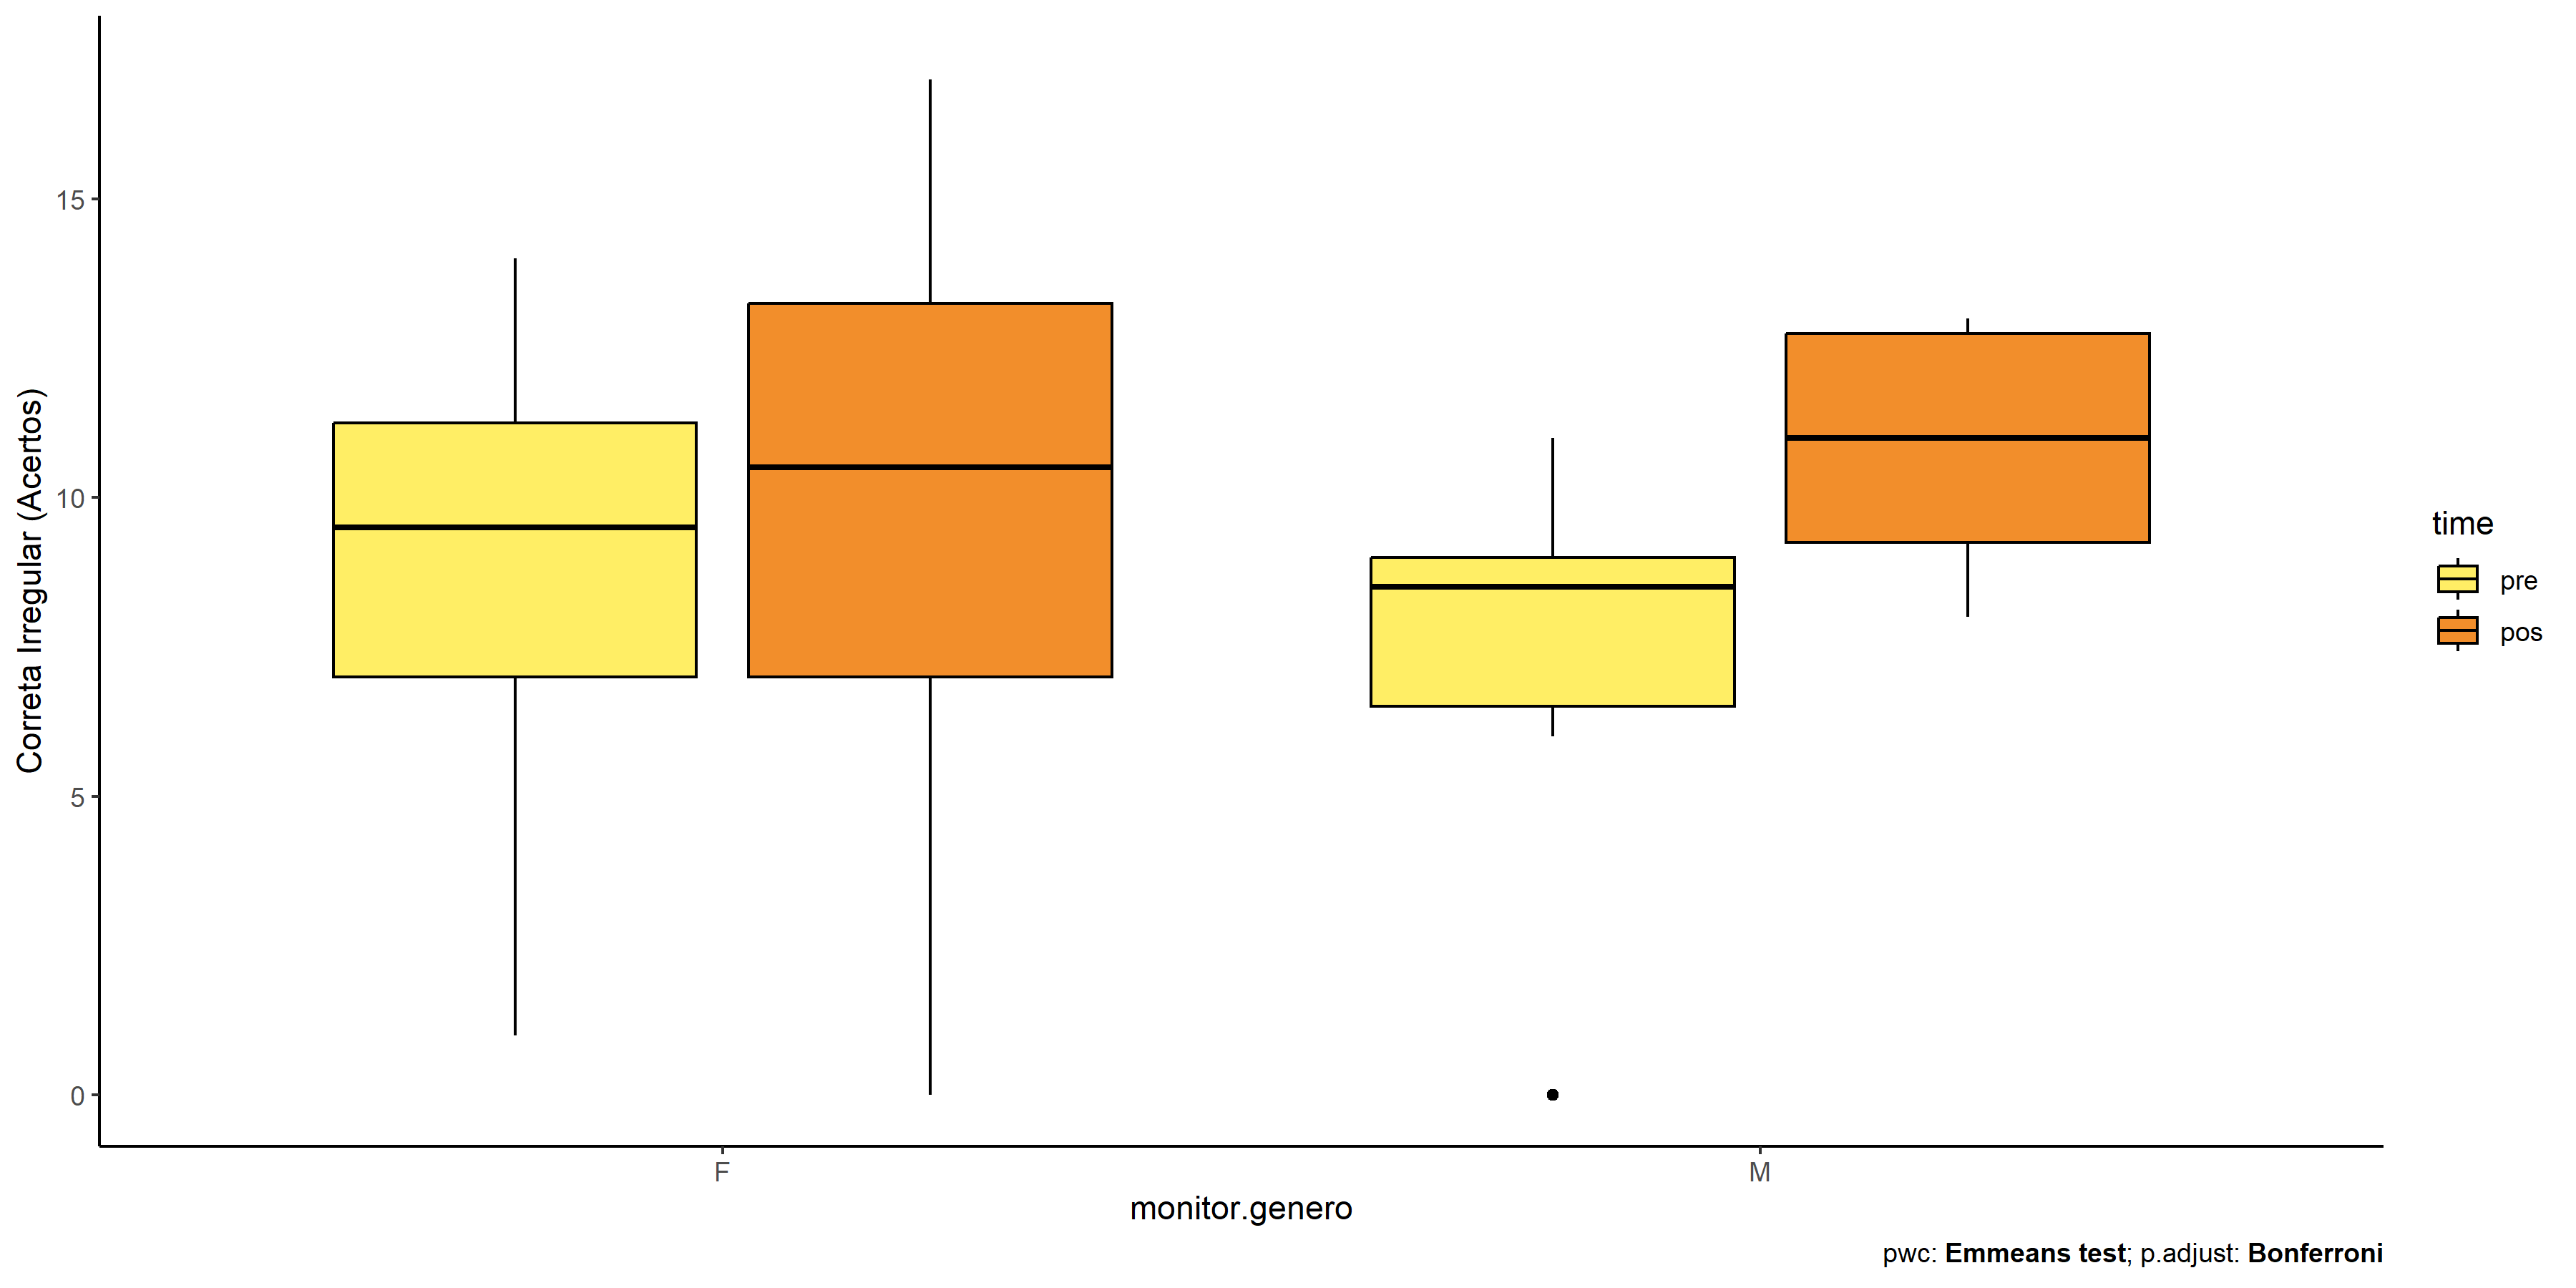 Correta Irregular (Acertos)
15
10
5
0
F
M
monitor.genero
time
pre
pos
pwc: Emmeans test; p.adjust: Bonferroni